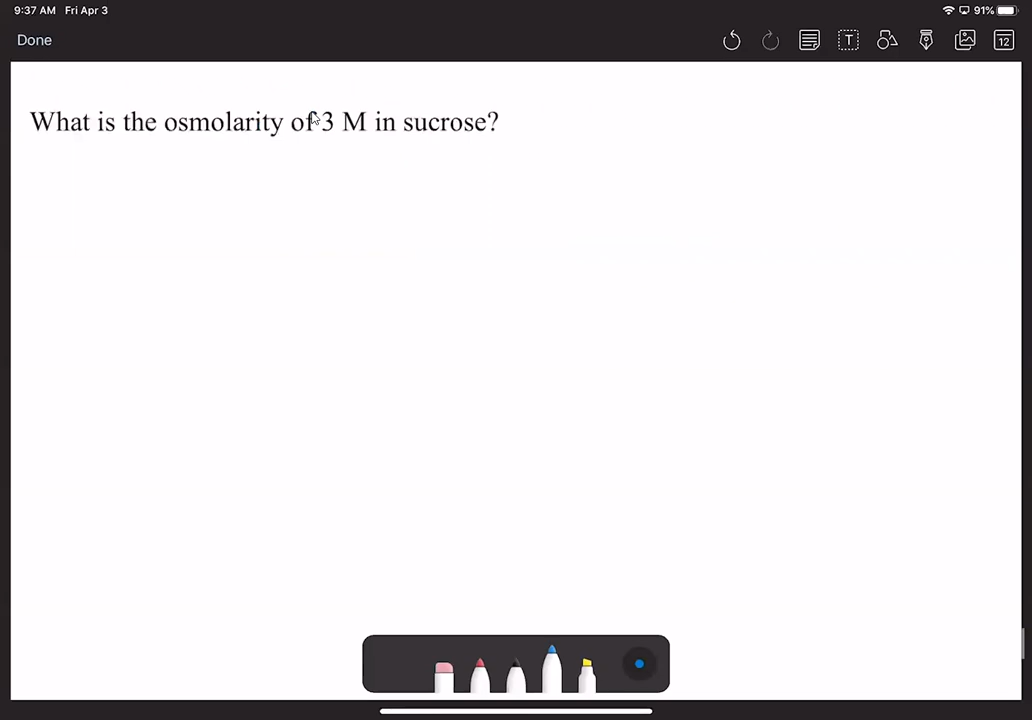 9:37 AM Fri Apr 3 91%
Done T 12
What is the osmolarity of 3 M in sucrose?